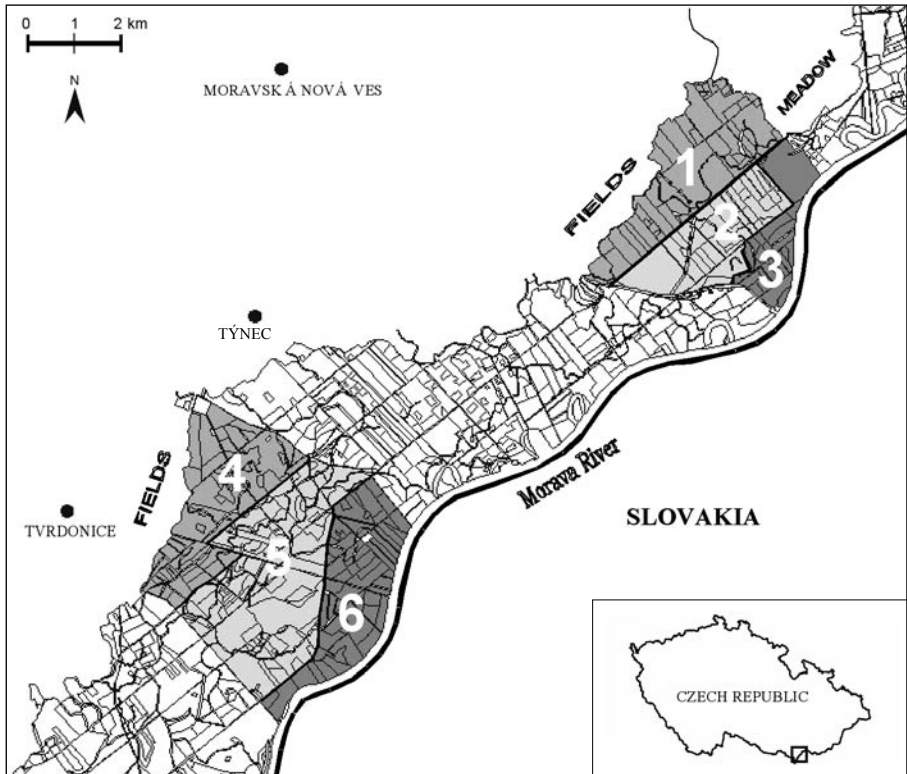 0 1 2 km
N
MORAVSK Á NOVÁ VES
MEADOW
FIELDS
1
2
3
TÝNEC
4
FIELDS
TVRDONICE
5
6
Morava River
SLOVAKIA
CZECH REPUBLIC